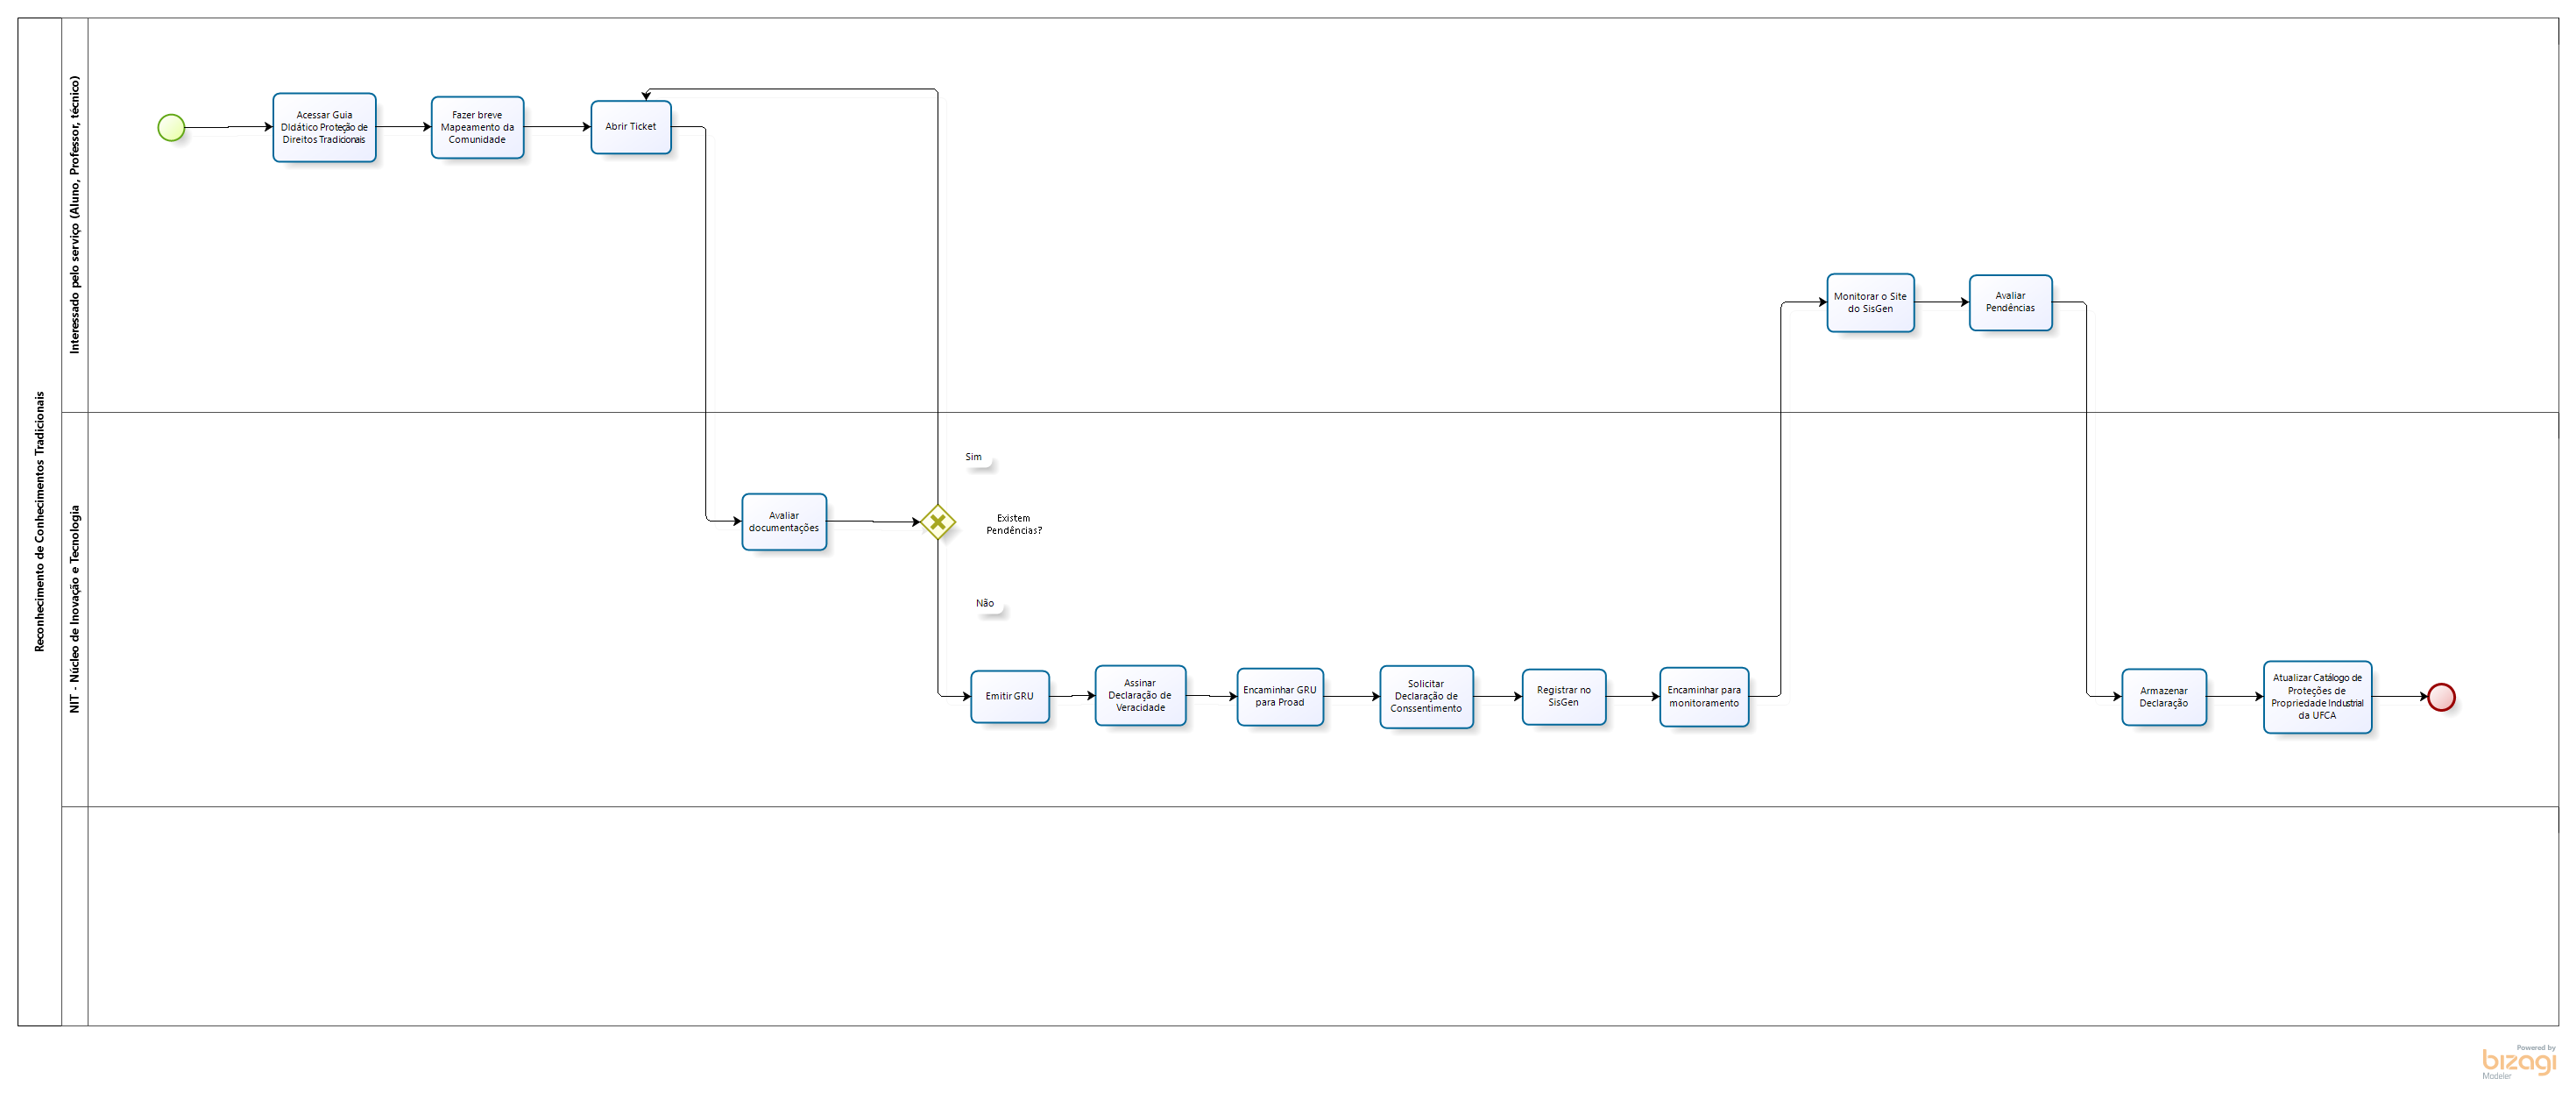 Reconhecimento de Conhecimentos Tradicionais
Interessado pelo serviço (Aluno, Professor, técnico)
Acessar Guia
DIdático Proteção de
Direitos Tradicionais
Fazer breve
Mapeamento da
Comunidade
Abrir Ticket
Monitorar o Site
do SisGen
Avaliar
Pendências
NIT - Núcleo de Inovação e Tecnologia
Avaliar
documentações
Sim
Existem
Pendências?
Não
Emitir GRU
Assinar
Declaração de
Veracidade
Encaminhar GRU
para Proad
Solicitar
Declaração de
Conssentimento
Registrar no
SisGen
Encaminhar para
monitoramento
Armazenar
Declaração
Atualizar Catálogo de
Proteções de
Propriedade Industrial
da UFCA
Powered by
bizagi
Modeler